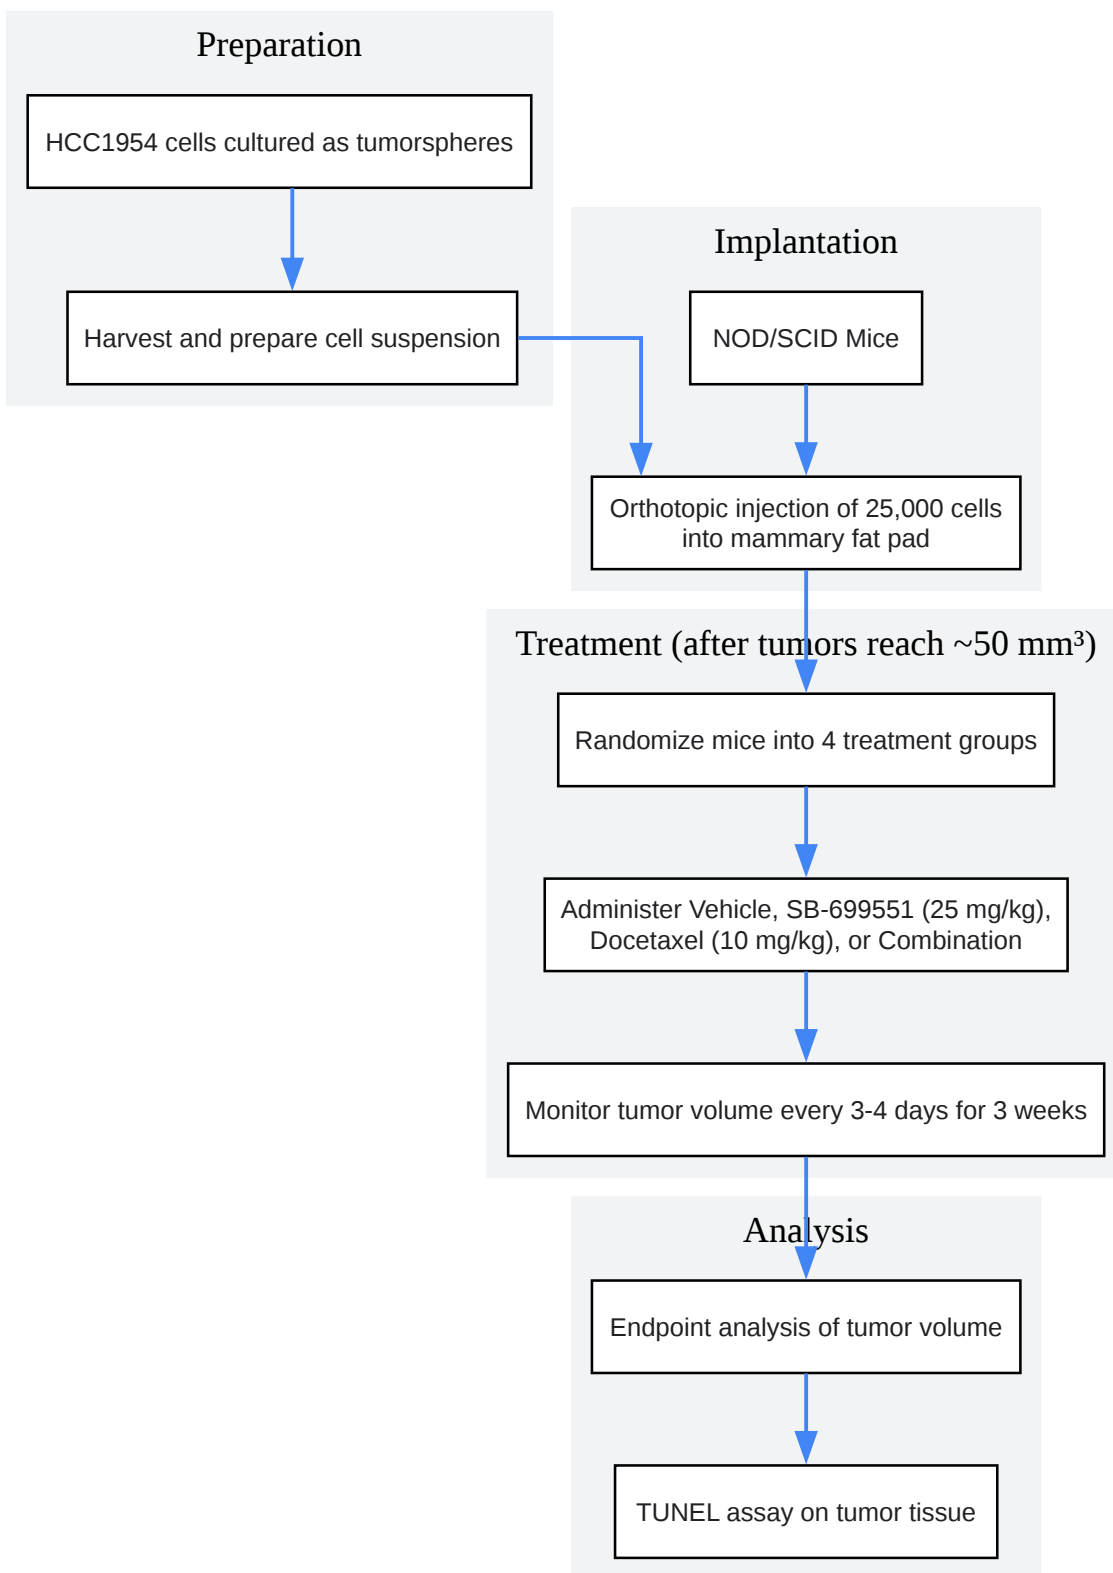 Preparation
HCC1954 cells cultured as tumorspheres
Harvest and prepare cell suspension
Implantation
NOD/SCID Mice
Orthotopic injection of 25,000 cells
into mammary fat pad
Treatment (after tumors reach ~50 mm³)
Randomize mice into 4 treatment groups
Administer Vehicle, SB-699551 (25 mg/kg),
Docetaxel (10 mg/kg), or Combination
Monitor tumor volume every 3-4 days for 3 weeks
Analysis
Endpoint analysis of tumor volume
TUNEL assay on tumor tissue